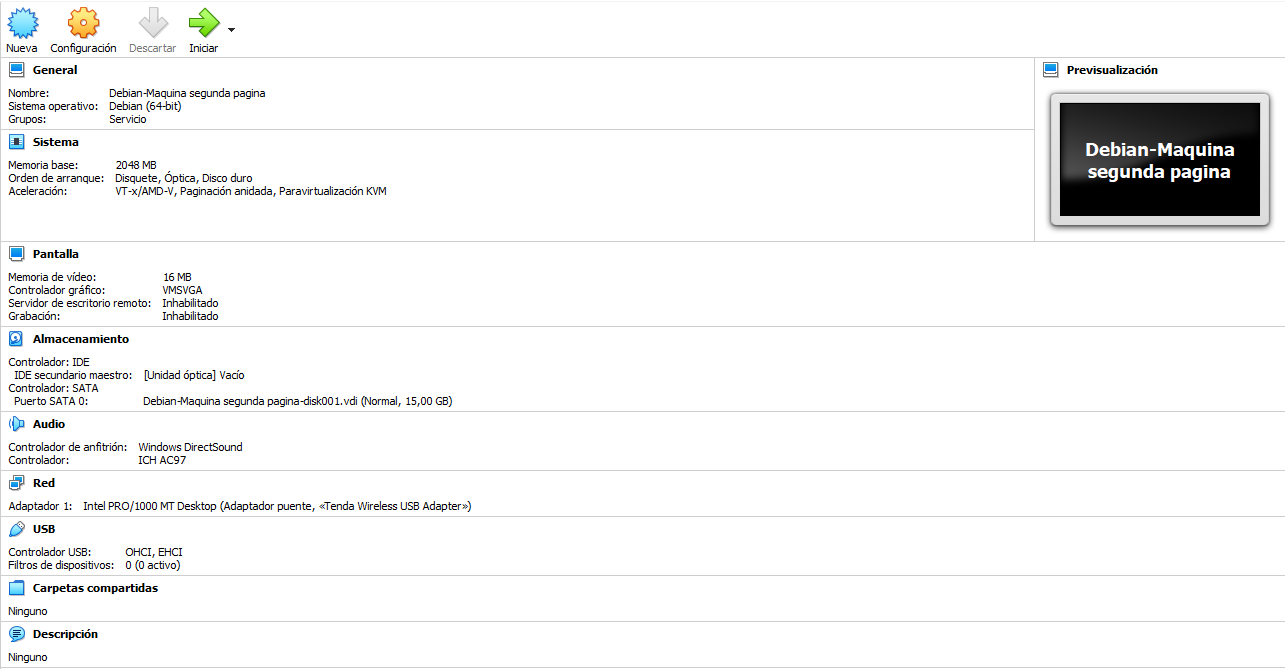 Nueva Configuración Descartar Iniciar
General
Nombre: Debian-Maquina segunda pagina
Sistema operativo: Debian (64-bit)
Grupos: Servicio
Previsualización
Debian-Maquina
segunda pagina
Sistema
Memoria base: 2048 MB
Orden de arranque: Disquete, Óptica, Disco duro
Aceleración: VT-x/AMD-V, Paginación anidada, Paravirtualización KVM
Pantalla
Memoria de vídeo: 16 MB
Controlador gráfico: VMSVGA
Servidor de escritorio remoto: Inhabilitado
Grabación: Inhabilitado
Almacenamiento
Controlador: IDE
IDE secundario maestro: [Unidad óptica] Vacío
Controlador: SATA
Puerto SATA 0: Debian-Maquina segunda pagina-disk001.vdi (Normal, 15,00 GB)
Audio
Controlador de anfitrión: Windows DirectSound
Controlador: ICH AC97
Red
Adaptador 1: Intel PRO/1000 MT Desktop (Adaptador puente, «Tenda Wireless USB Adapter»)
USB
Controlador USB: OHCI, EHCI
Filtros de dispositivos: 0 (0 activo)
Carpetas compartidas
Ninguno
Descripción
Ninguno